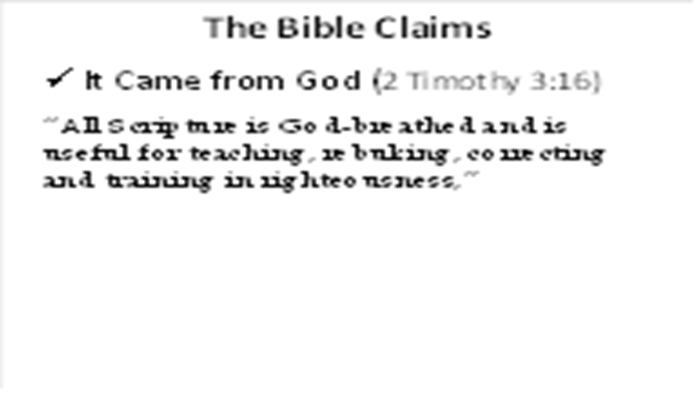 The Bible Claims
✓ It Came from God (2 Timothy 3:16)
"All Scripture is God-breathed and is
useful for teaching, rebuking, correcting
and training in righteousness,"